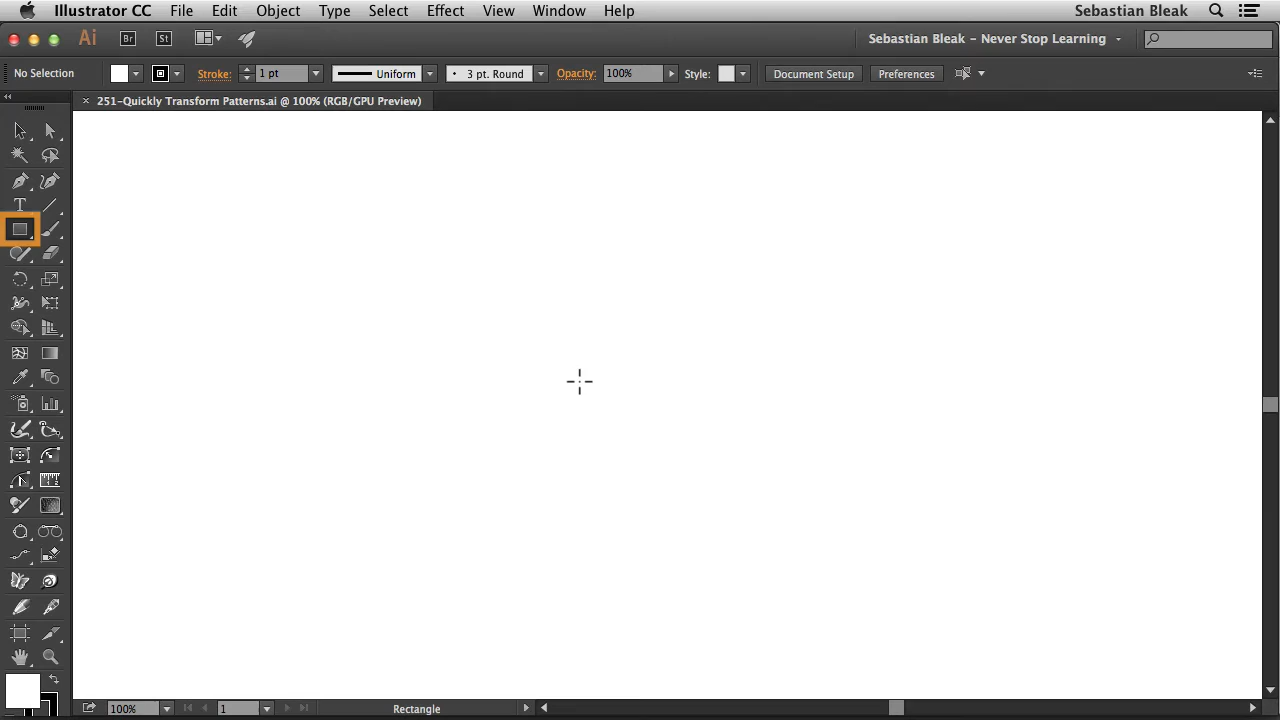 Illustrator CC File Edit Object Type Select Effect View Window Help Sebastian Bleak
Ai Br St Sebastian Bleak – Never Stop Learning
No Selection Stroke: 1 pt Uniform 3 pt. Round Opacity: 100% Style: Document Setup Preferences
251-Quickly Transform Patterns.ai @ 100% (RGB/GPU Preview)
T
100% 1 Rectangle